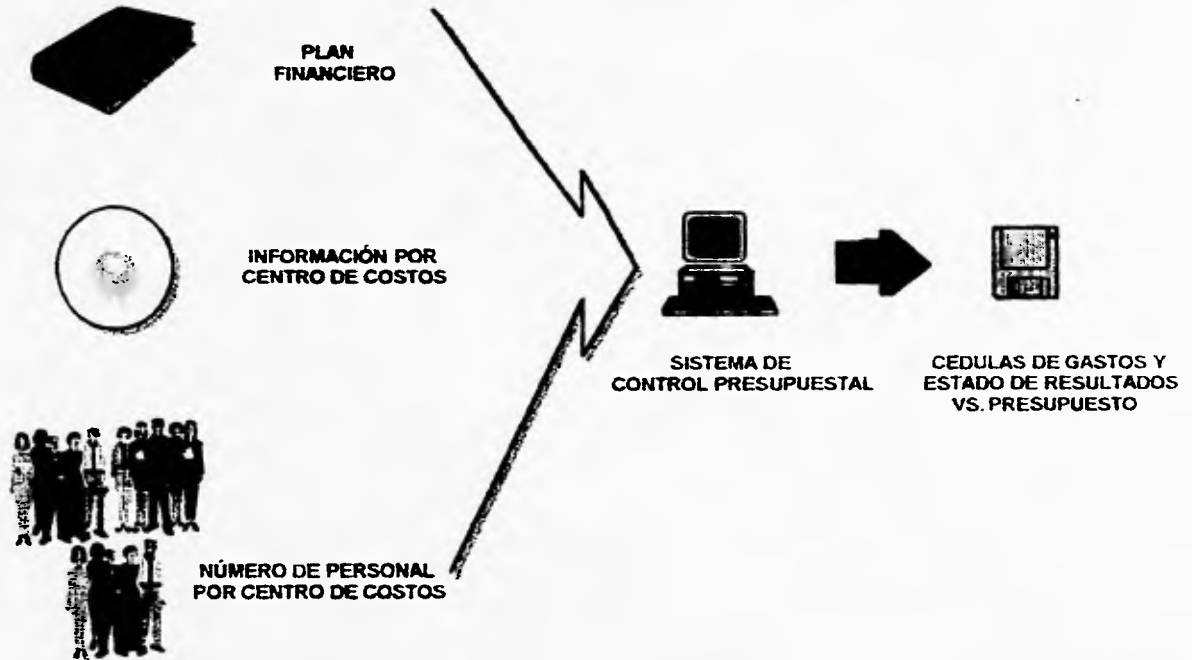 PLAN
FINANCIERO
INFORMACIÓN POR
CENTRO DE COSTOS
NÚMERO DE PERSONAL
POR CENTRO DE COSTOS
SISTEMA DE
CONTROL PRESUPUESTAL
CEDULAS DE GASTOS Y
ESTADO DE RESULTADOS
VS. PRESUPUESTO